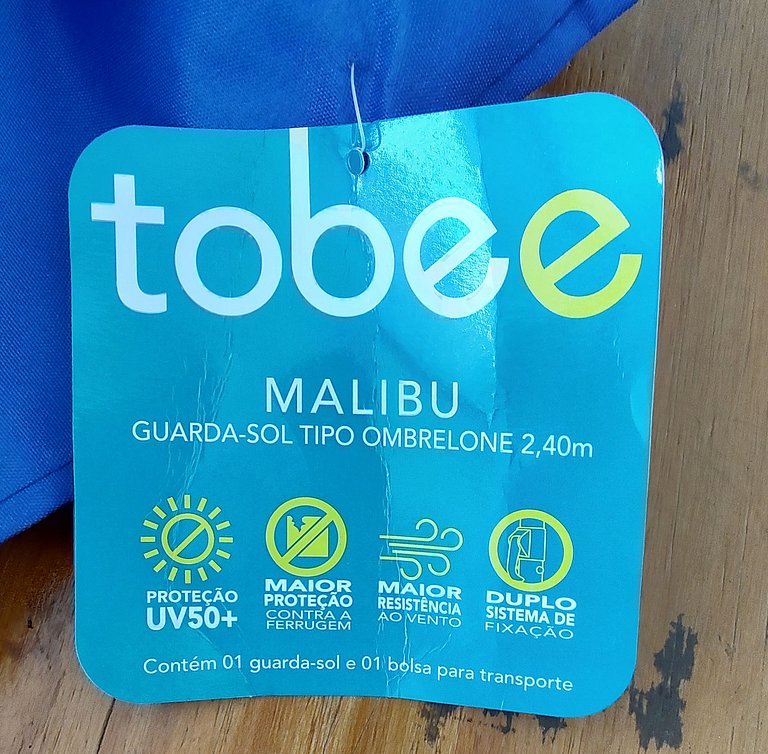 tobee
MALIBU
GUARDA-SOL TIPO OMBRELONE 2,40m
PROTEÇÃO
UV50+
MAIOR
PROTEÇÃO
CONTRA A
FERRUGEM
MAIOR
RESISTÊNCIA
AO VENTO
DUPLO
SISTEMA DE
FIXAÇÃO
Contém 01 guarda-sol e 01 bolsa para transporte